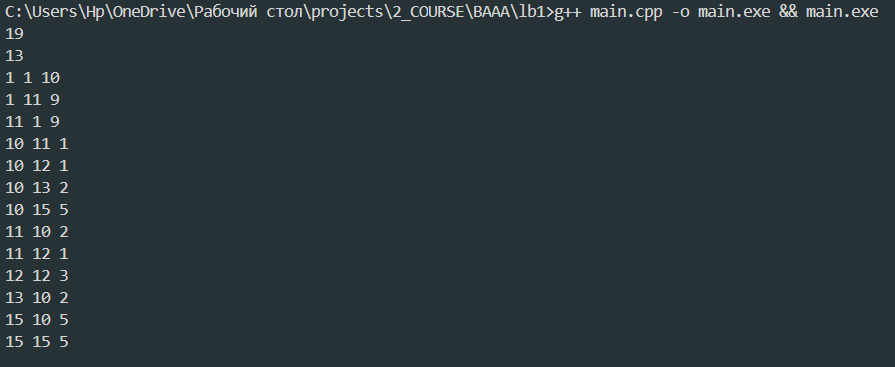 C:\Users\Hp\OneDrive\Рабочий стол\projects\2_COURSE\BAAA\lb1>g++ main.cpp -o main.exe && main.exe
19
13
1 1 10
1 11 9
11 1 9
10 11 1
10 12 1
10 13 2
10 15 5
11 10 2
11 12 1
12 12 3
13 10 2
15 10 5
15 15 5